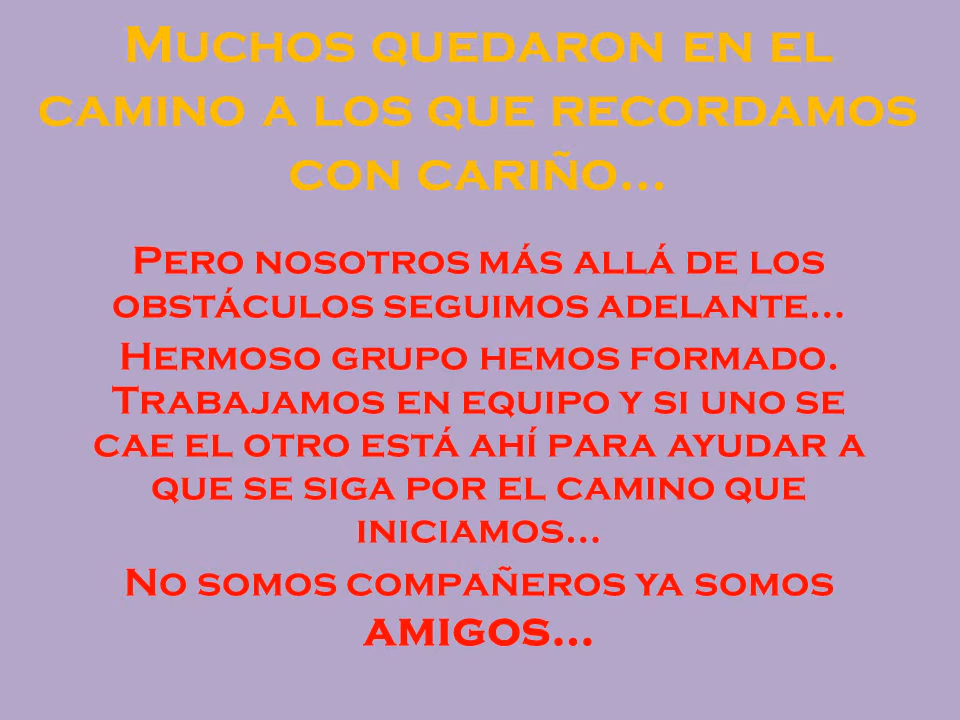 Muchos quedaron en el
camino a los que recordamos
con cariño...
Pero nosotros más allá de los
obstáculos seguimos adelante...
Hermoso grupo hemos formado.
Trabajamos en equipo y si uno se
cae el otro está ahí para ayudar a
que se siga por el camino que
iniciamos...
No somos compañeros ya somos
amigos...